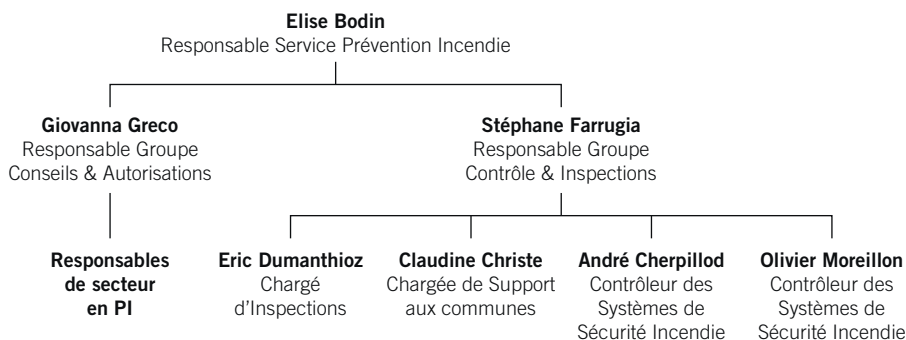 Elise Bodin
Responsable Service Prévention Incendie
Giovanna Greco
Responsable Groupe
Conseils & Autorisations
Stéphane Farrugia
Responsable Groupe
Contrôle & Inspections
Responsables
de secteur
en PI
Eric Dumanthioz
Chargé
d'Inspections
Claudine Christe
Chargée de Support
aux communes
André Cherpillod
Contrôleur des
Systèmes de
Sécurité Incendie
Olivier Moreillon
Contrôleur des
Systèmes de
Sécurité Incendie